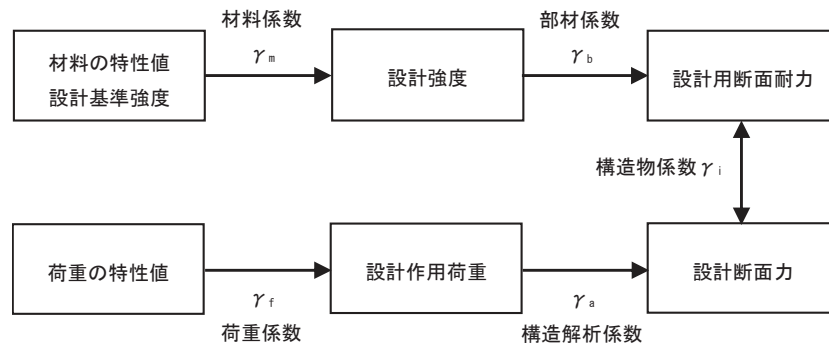 材料係数
γm
材料の特性値
設計基準強度
設計強度
部材係数
γb
設計用断面耐力
構造物係数γi
荷重の特性値
γf
荷重係数
設計作用荷重
γa
構造解析係数
設計断面力